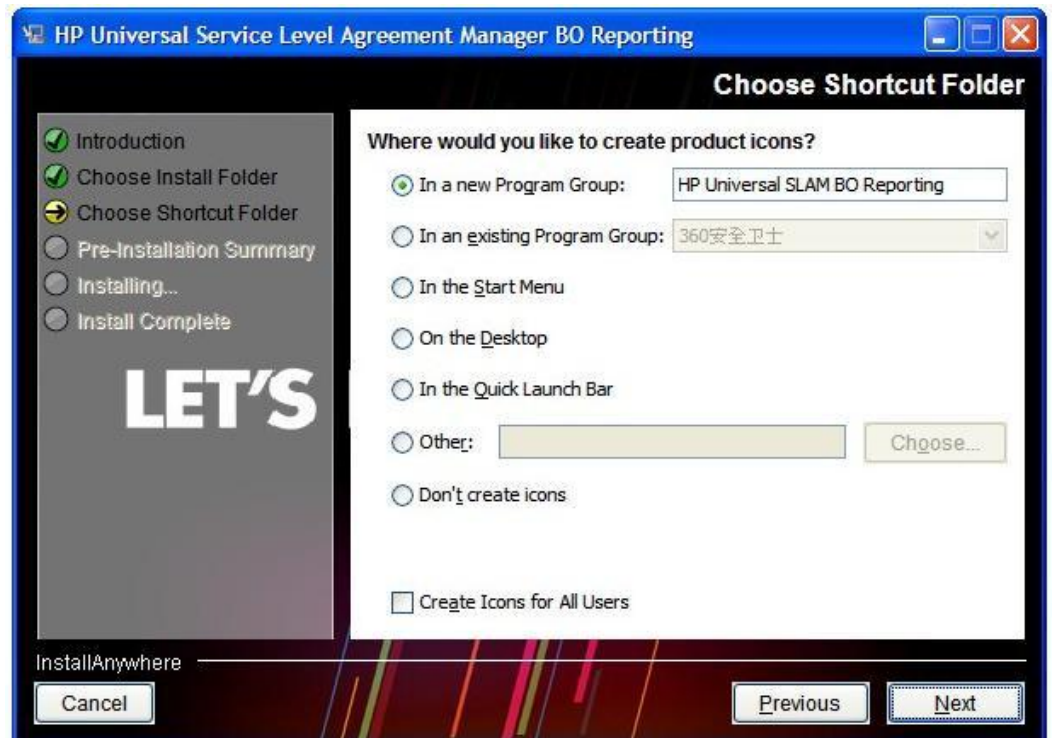 HP Universal Service Level Agreement Manager BO Reporting
Choose Shortcut Folder
Introduction
Choose Install Folder
Choose Shortcut Folder
Pre-Installation Summary
Installing...
Install Complete
LET'S
Where would you like to create product icons?
In a new Program Group: HP Universal SLAM BO Reporting
In an existing Program Group: 360安全卫士
In the Start Menu
On the Desktop
In the Quick Launch Bar
Other: Choose...
Don't create icons
Create Icons for All Users
InstallAnywhere
Cancel Previous Next